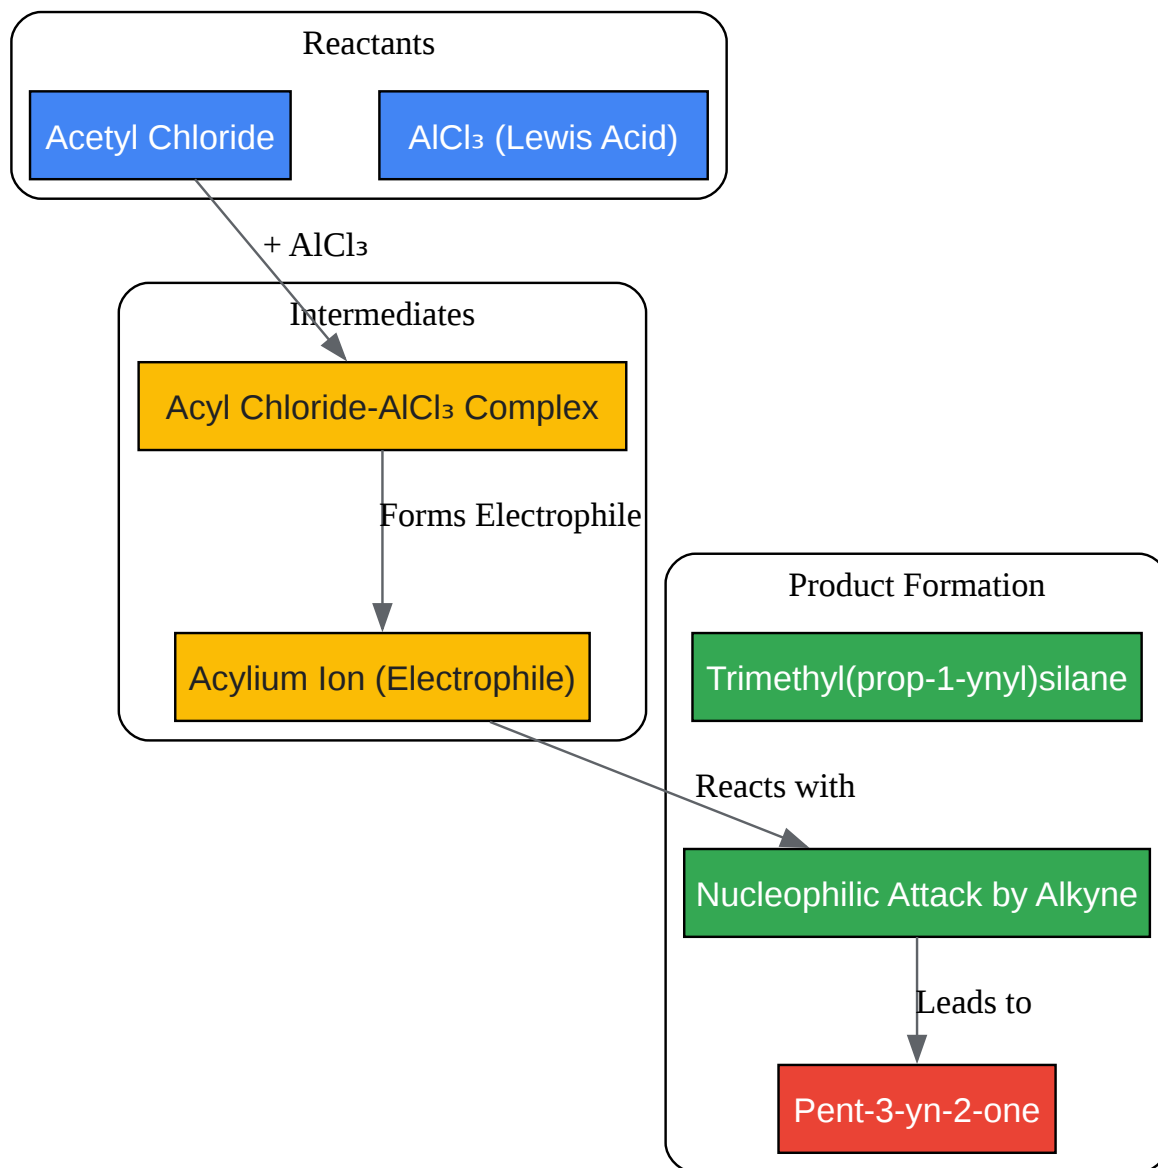 Reactants
Acetyl Chloride
AlCl₃ (Lewis Acid)
+ AlCl₃
Intermediates
Acyl Chloride-AlCl₃ Complex
Forms Electrophile
Product Formation
Acylium Ion (Electrophile)
Trimethyl(prop-1-ynyl)silane
Reacts with
Nucleophilic Attack by Alkyne
Leads to
Pent-3-yn-2-one